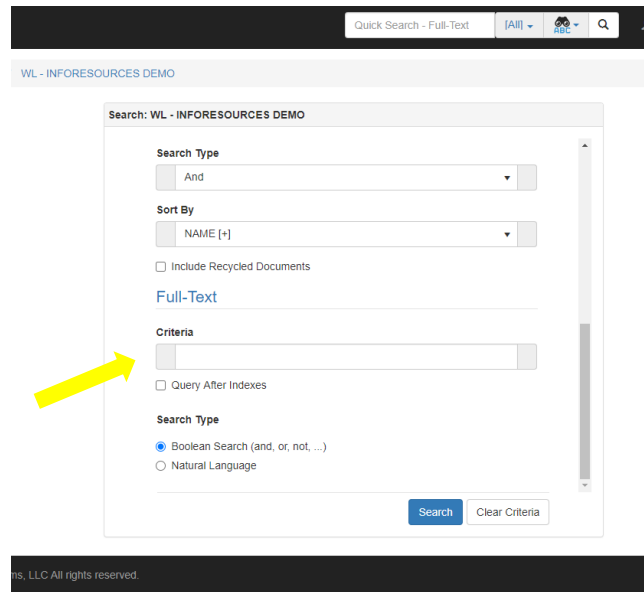 Quick Search - Full-Text [All] ABC
WL - INFORESOURCES DEMO
Search: WL - INFORESOURCES DEMO
Search Type
And
Sort By
NAME [+]
Include Recycled Documents
Full-Text
Criteria
Query After Indexes
Search Type
Boolean Search (and, or, not, ...)
Natural Language
Search Clear Criteria
LLC All rights reserved.